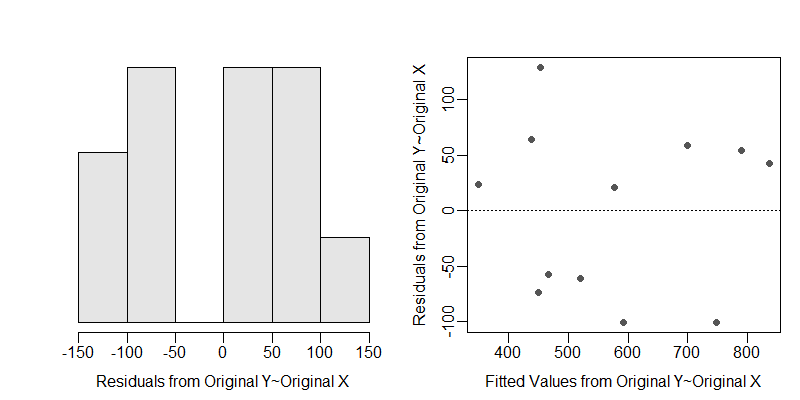 -150 -100 -50 0 50 100 150
Residuals from Original Y~Original X
Residuals from Original Y~Original X
100
50
0
-50
-100
400 500 600 700 800
Fitted Values from Original Y~Original X